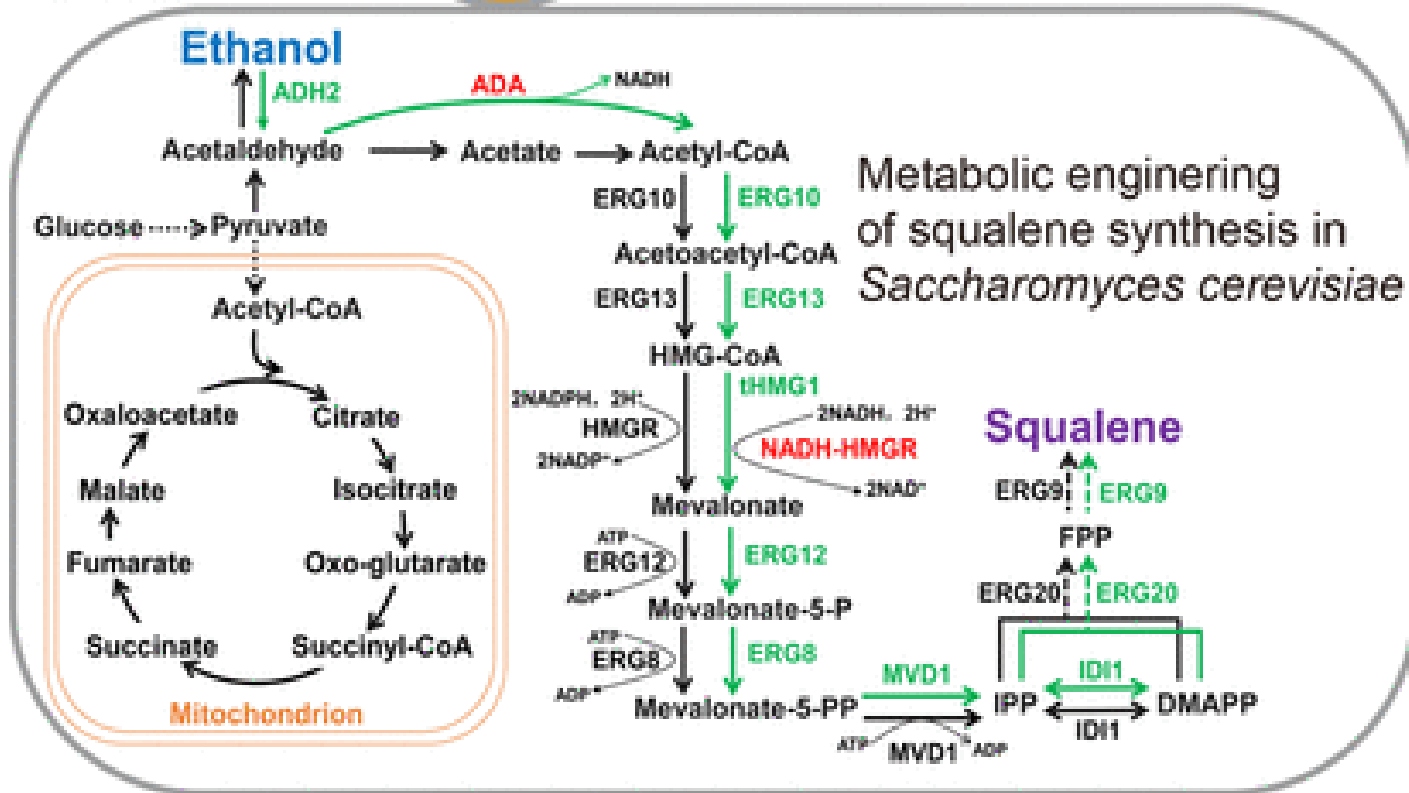 Ethanol
ADH2
ADA
NADH
Acetaldehyde
Acetate
Acetyl-CoA
ERG10
ERG10
Metabolic enginering
of squalene synthesis in
Saccharomyces cerevisiae
Glucose
Pyruvate
Acetoacetyl-CoA
ERG13
ERG13
Acetyl-CoA
HMG-CoA
tHMG1
2NADPH, 2H⁺
HMGR
2NADP⁺
2NADH, 2H⁺
NADH-HMGR
2NAD⁺
Oxaloacetate
Citrate
Malate
Isocitrate
Fumarate
Oxo-glutarate
Succinate
Succinyl-CoA
Mitochondrion
Mevalonate
ATP
ERG12
ADP
ERG12
Mevalonate-5-P
ATP
ERG8
ADP
ERG8
Mevalonate-5-PP
MVD1
ATP
MVD1
ADP
IPP
IDI1
IDI1
DMAPP
ERG20
ERG20
FPP
ERG9
ERG9
Squalene